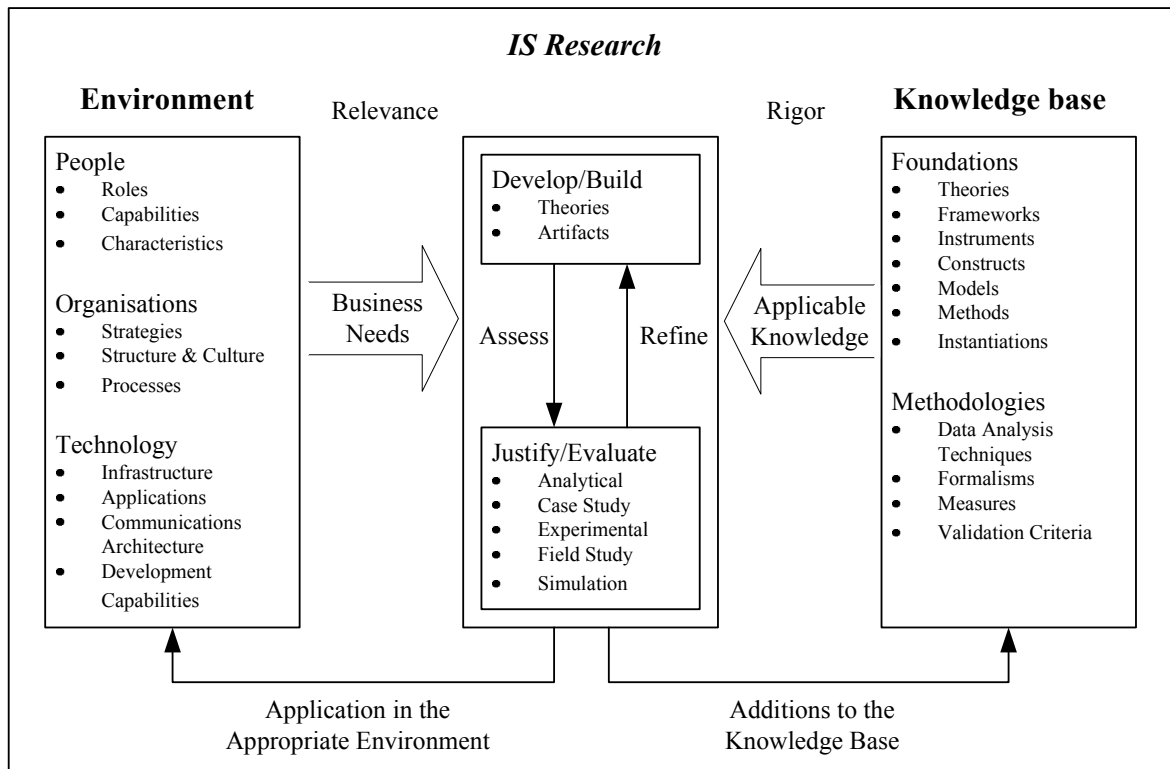 IS Research
Environment
Relevance
Rigor
Knowledge base
People
Roles
Capabilities
Characteristics
Organisations
Strategies
Structure & Culture
Processes
Technology
Infrastructure
Applications
Communications
Architecture
Development
Capabilities
Business
Needs
Develop/Build
Theories
Artifacts
Assess
Refine
Justify/Evaluate
Analytical
Case Study
Experimental
Field Study
Simulation
Applicable
Knowledge
Foundations
Theories
Frameworks
Instruments
Constructs
Models
Methods
Instantiations
Methodologies
Data Analysis
Techniques
Formalisms
Measures
Validation Criteria
Application in the
Appropriate Environment
Additions to the
Knowledge Base